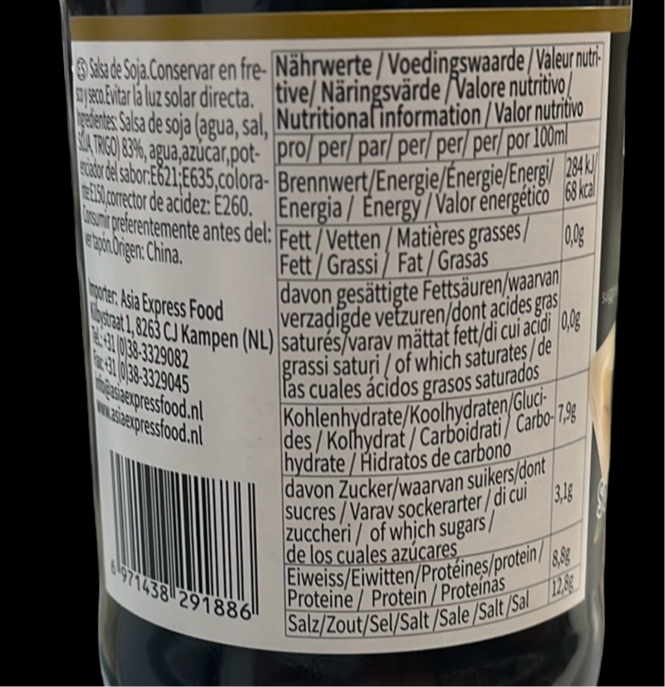 ES Salsa de Soja. Conservar en fre-
sco y seco. Evitar la luz solar directa.
Ingredientes: Salsa de soja (agua, sal,
SOJA, TRIGO) 83%, agua, azúcar, pot-
enciador del sabor: E621; E635, colora-
nte E150, corrector de acidez: E260.
Consumir preferentemente antes del:
ver tapón. Origen: China.
Importer: Asia Express Food
Kilbystraat 1, 8263 CJ Kampen (NL)
Tel.: +31 (0)38-3329082
Fax: +31 (0)38-3329045
info@asiaexpressfood.nl
www.asiaexpressfood.nl
6 971438 291886
Nährwerte / Voedingswaarde / Valeur nutri-
tive/ Näringsvärde / Valore nutritivo /
Nutritional information / Valor nutritivo
pro/ per/ par/ per/ per/ per/ por 100ml
Brennwert/Energie/Énergie/Energi/ 284 kJ/
Energia / Energy / Valor energético 68 kcal
Fett / Vetten / Matières grasses / 0,0g
Fett / Grassi / Fat / Grasas
davon gesättigte Fettsäuren/waarvan
verzadigde vetzuren/dont acides gras
saturés/varav mättat fett/di cui acidi 0,0g
grassi saturi / of which saturates / de
las cuales ácidos grasos saturados
Kohlenhydrate/Koolhydraten/Gluci-
des / Kolhydrat / Carboidrati / Carbo- 7,9g
hydrate / Hidratos de carbono
davon Zucker/waarvan suikers/dont
sucres / Varav sockerarter / di cui 3,1g
zuccheri / of which sugars /
de los cuales azúcares
Eiweiss/Eiwitten/Protéines/protein/ 8,8g
Proteine / Protein / Proteínas
Salz/Zout/Sel/Salt /Sale /Salt /Sal 12,8g